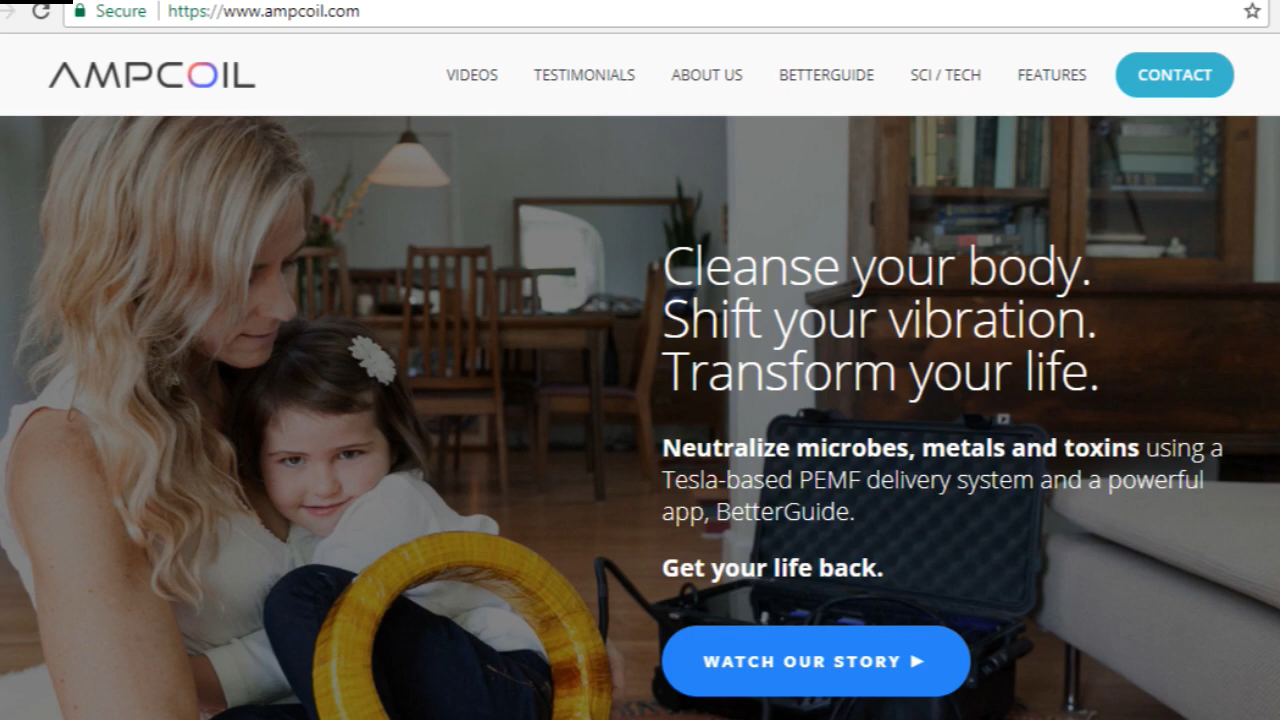 Secure https://www.ampcoil.com
AMPCOIL VIDEOS TESTIMONIALS ABOUT US BETTERGUIDE SCI / TECH FEATURES CONTACT
Cleanse your body.
Shift your vibration.
Transform your life.
Neutralize microbes, metals and toxins using a
Tesla-based PEMF delivery system and a powerful
app, BetterGuide.
Get your life back.
WATCH OUR STORY